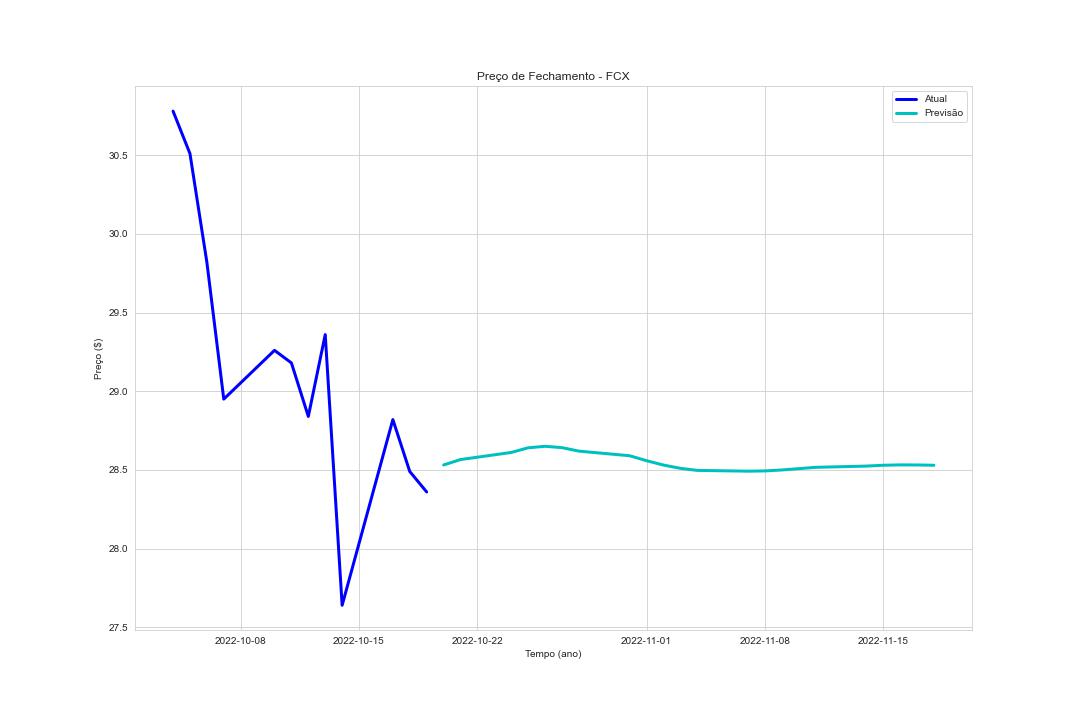 Preço de Fechamento - FCX
Atual
Previsão
30.5
30.0
29.5
29.0
28.5
28.0
27.5
Preço ($)
2022-10-08
2022-10-15
2022-10-22
2022-11-01
2022-11-08
2022-11-15
Tempo (ano)